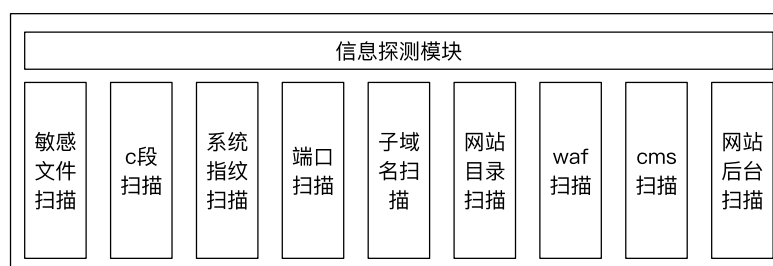 信息探测模块
敏感
文件
扫描
c段
扫描
系统
指纹
扫描
端口
扫描
子域
名扫
描
网站
目录
扫描
waf
扫描
cms
扫描
网站
后台
扫描